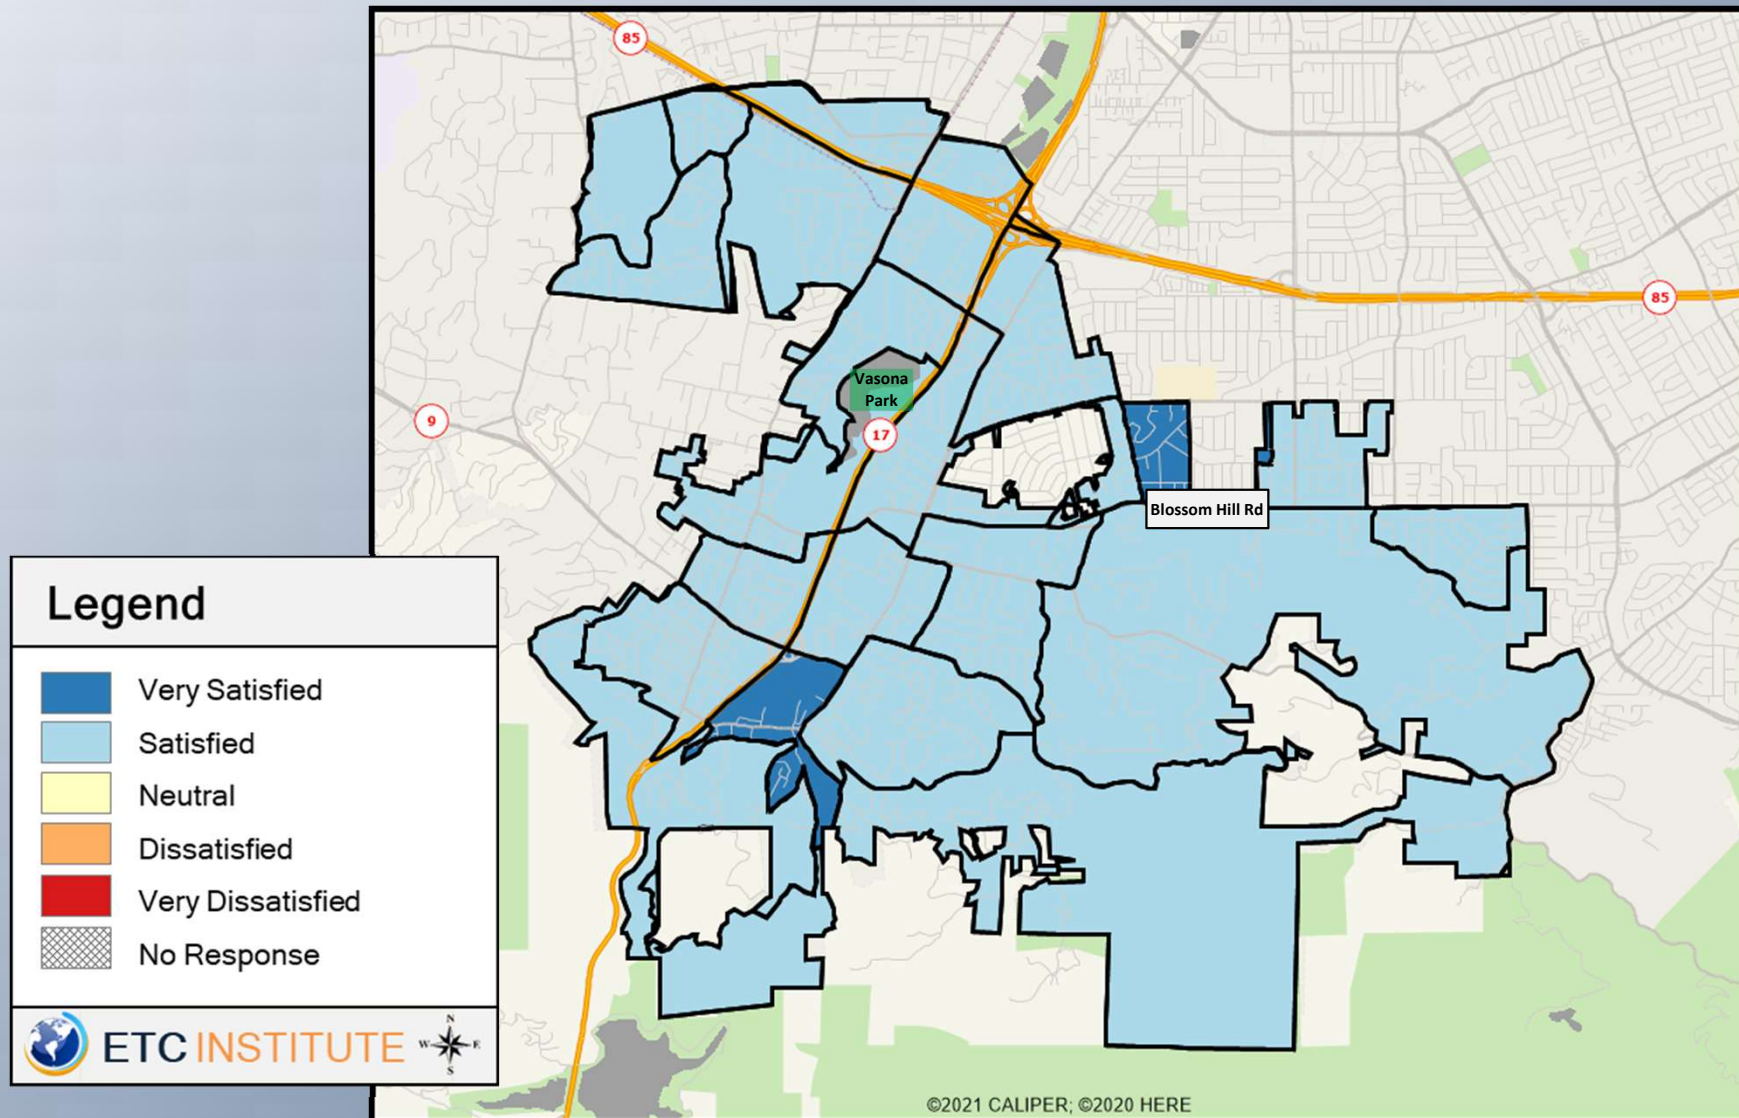 85
85
9
Vasona
Park
17
Blossom Hill Rd
Legend
Very Satisfied
Satisfied
Neutral
Dissatisfied
Very Dissatisfied
No Response
ETC INSTITUTE
N
W E
S
©2021 CALIPER; ©2020 HERE